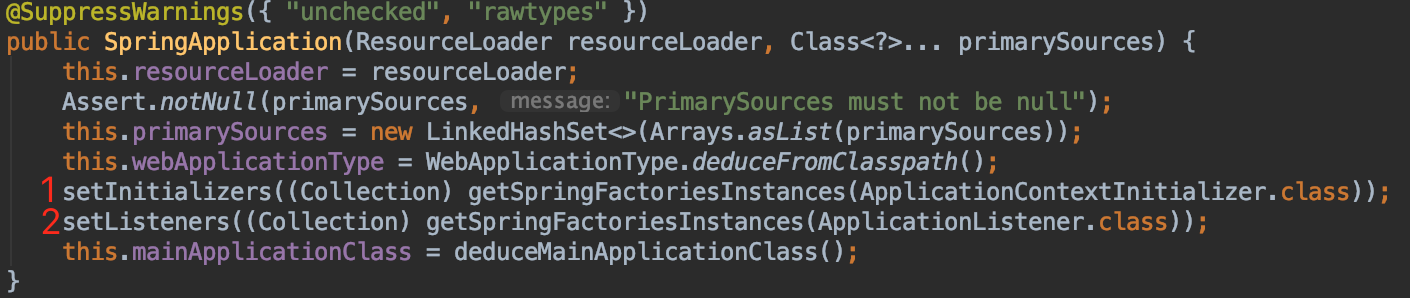 @SuppressWarnings({ "unchecked", "rawtypes" })
public SpringApplication(ResourceLoader resourceLoader, Class<?>... primarySources) {
this.resourceLoader = resourceLoader;
Assert.notNull(primarySources, message: "PrimarySources must not be null");
this.primarySources = new LinkedHashSet<>(Arrays.asList(primarySources));
this.webApplicationType = WebApplicationType.deduceFromClasspath();
1 setInitializers((Collection) getSpringFactoriesInstances(ApplicationContextInitializer.class));
2 setListeners((Collection) getSpringFactoriesInstances(ApplicationListener.class));
this.mainApplicationClass = deduceMainApplicationClass();
}